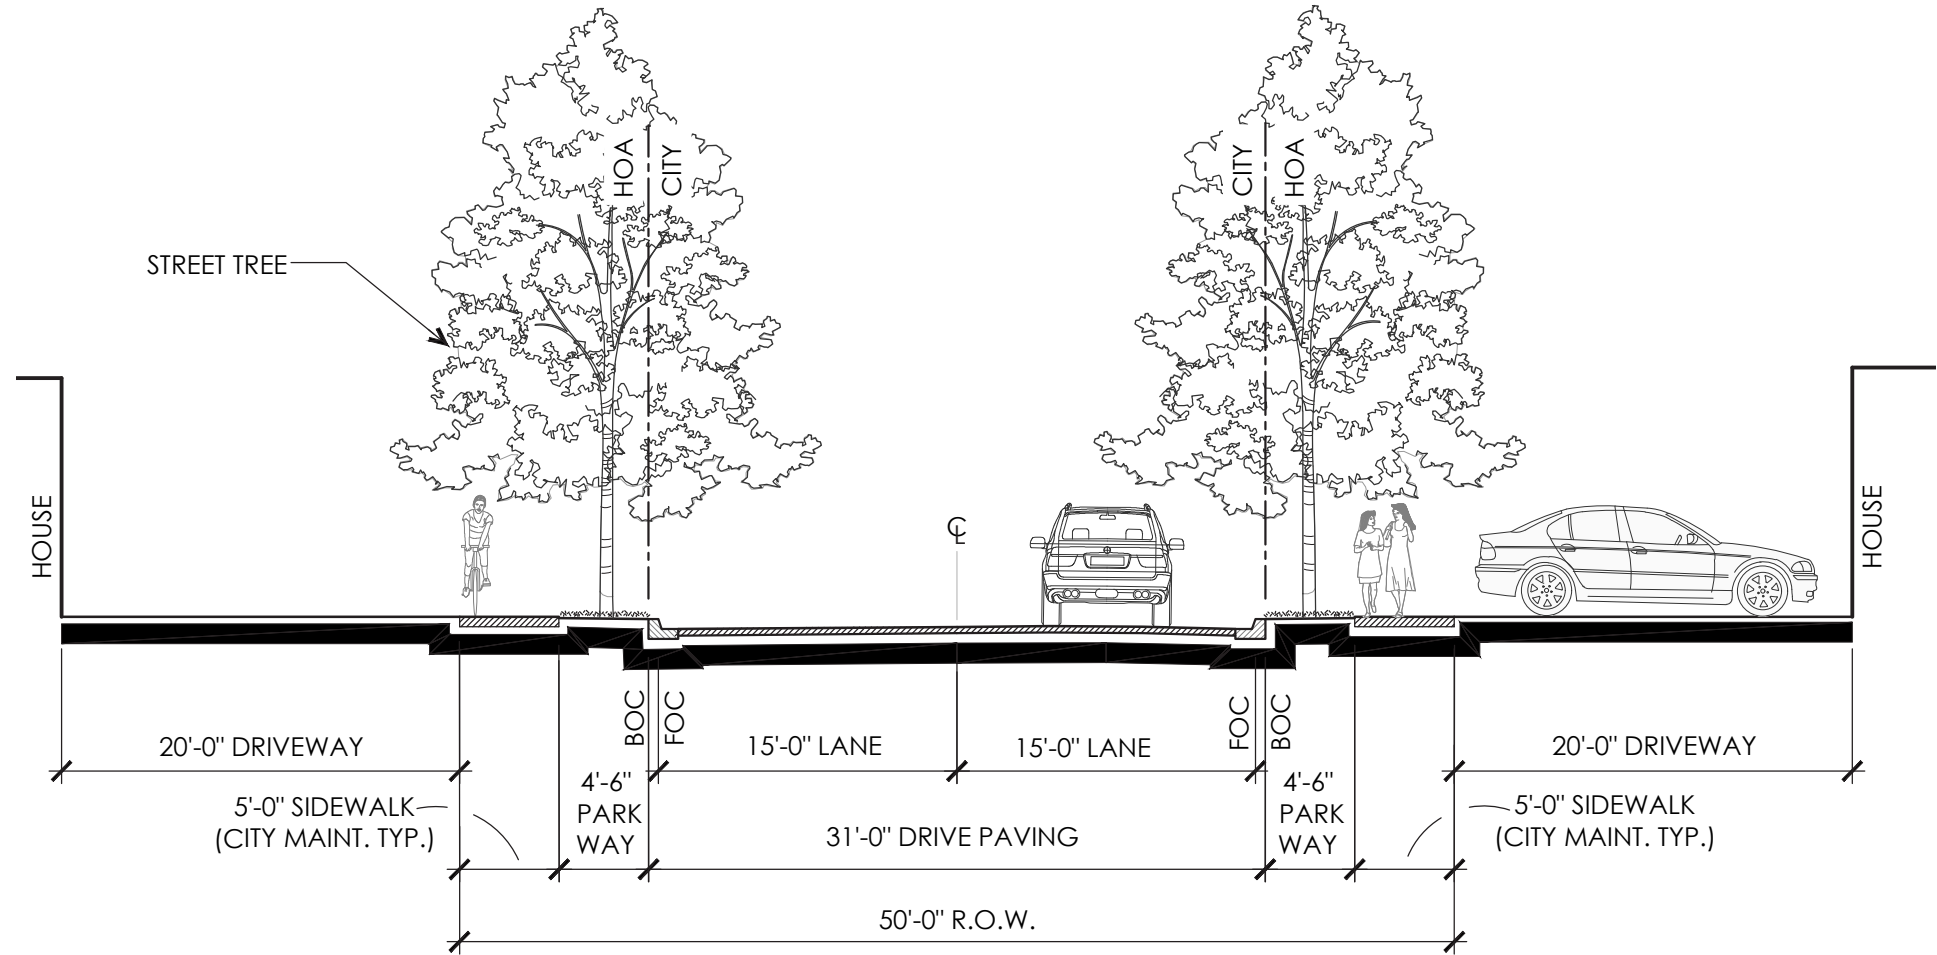 HOA
CITY
CITY
HOA
STREET TREE
HOUSE
℄
HOUSE
BOC
FOC
FOC
BOC
20'-0" DRIVEWAY
15'-0" LANE
15'-0" LANE
20'-0" DRIVEWAY
4'-6"
PARK
WAY
4'-6"
PARK
WAY
5'-0" SIDEWALK
(CITY MAINT. TYP.)
31'-0" DRIVE PAVING
5'-0" SIDEWALK
(CITY MAINT. TYP.)
50'-0" R.O.W.